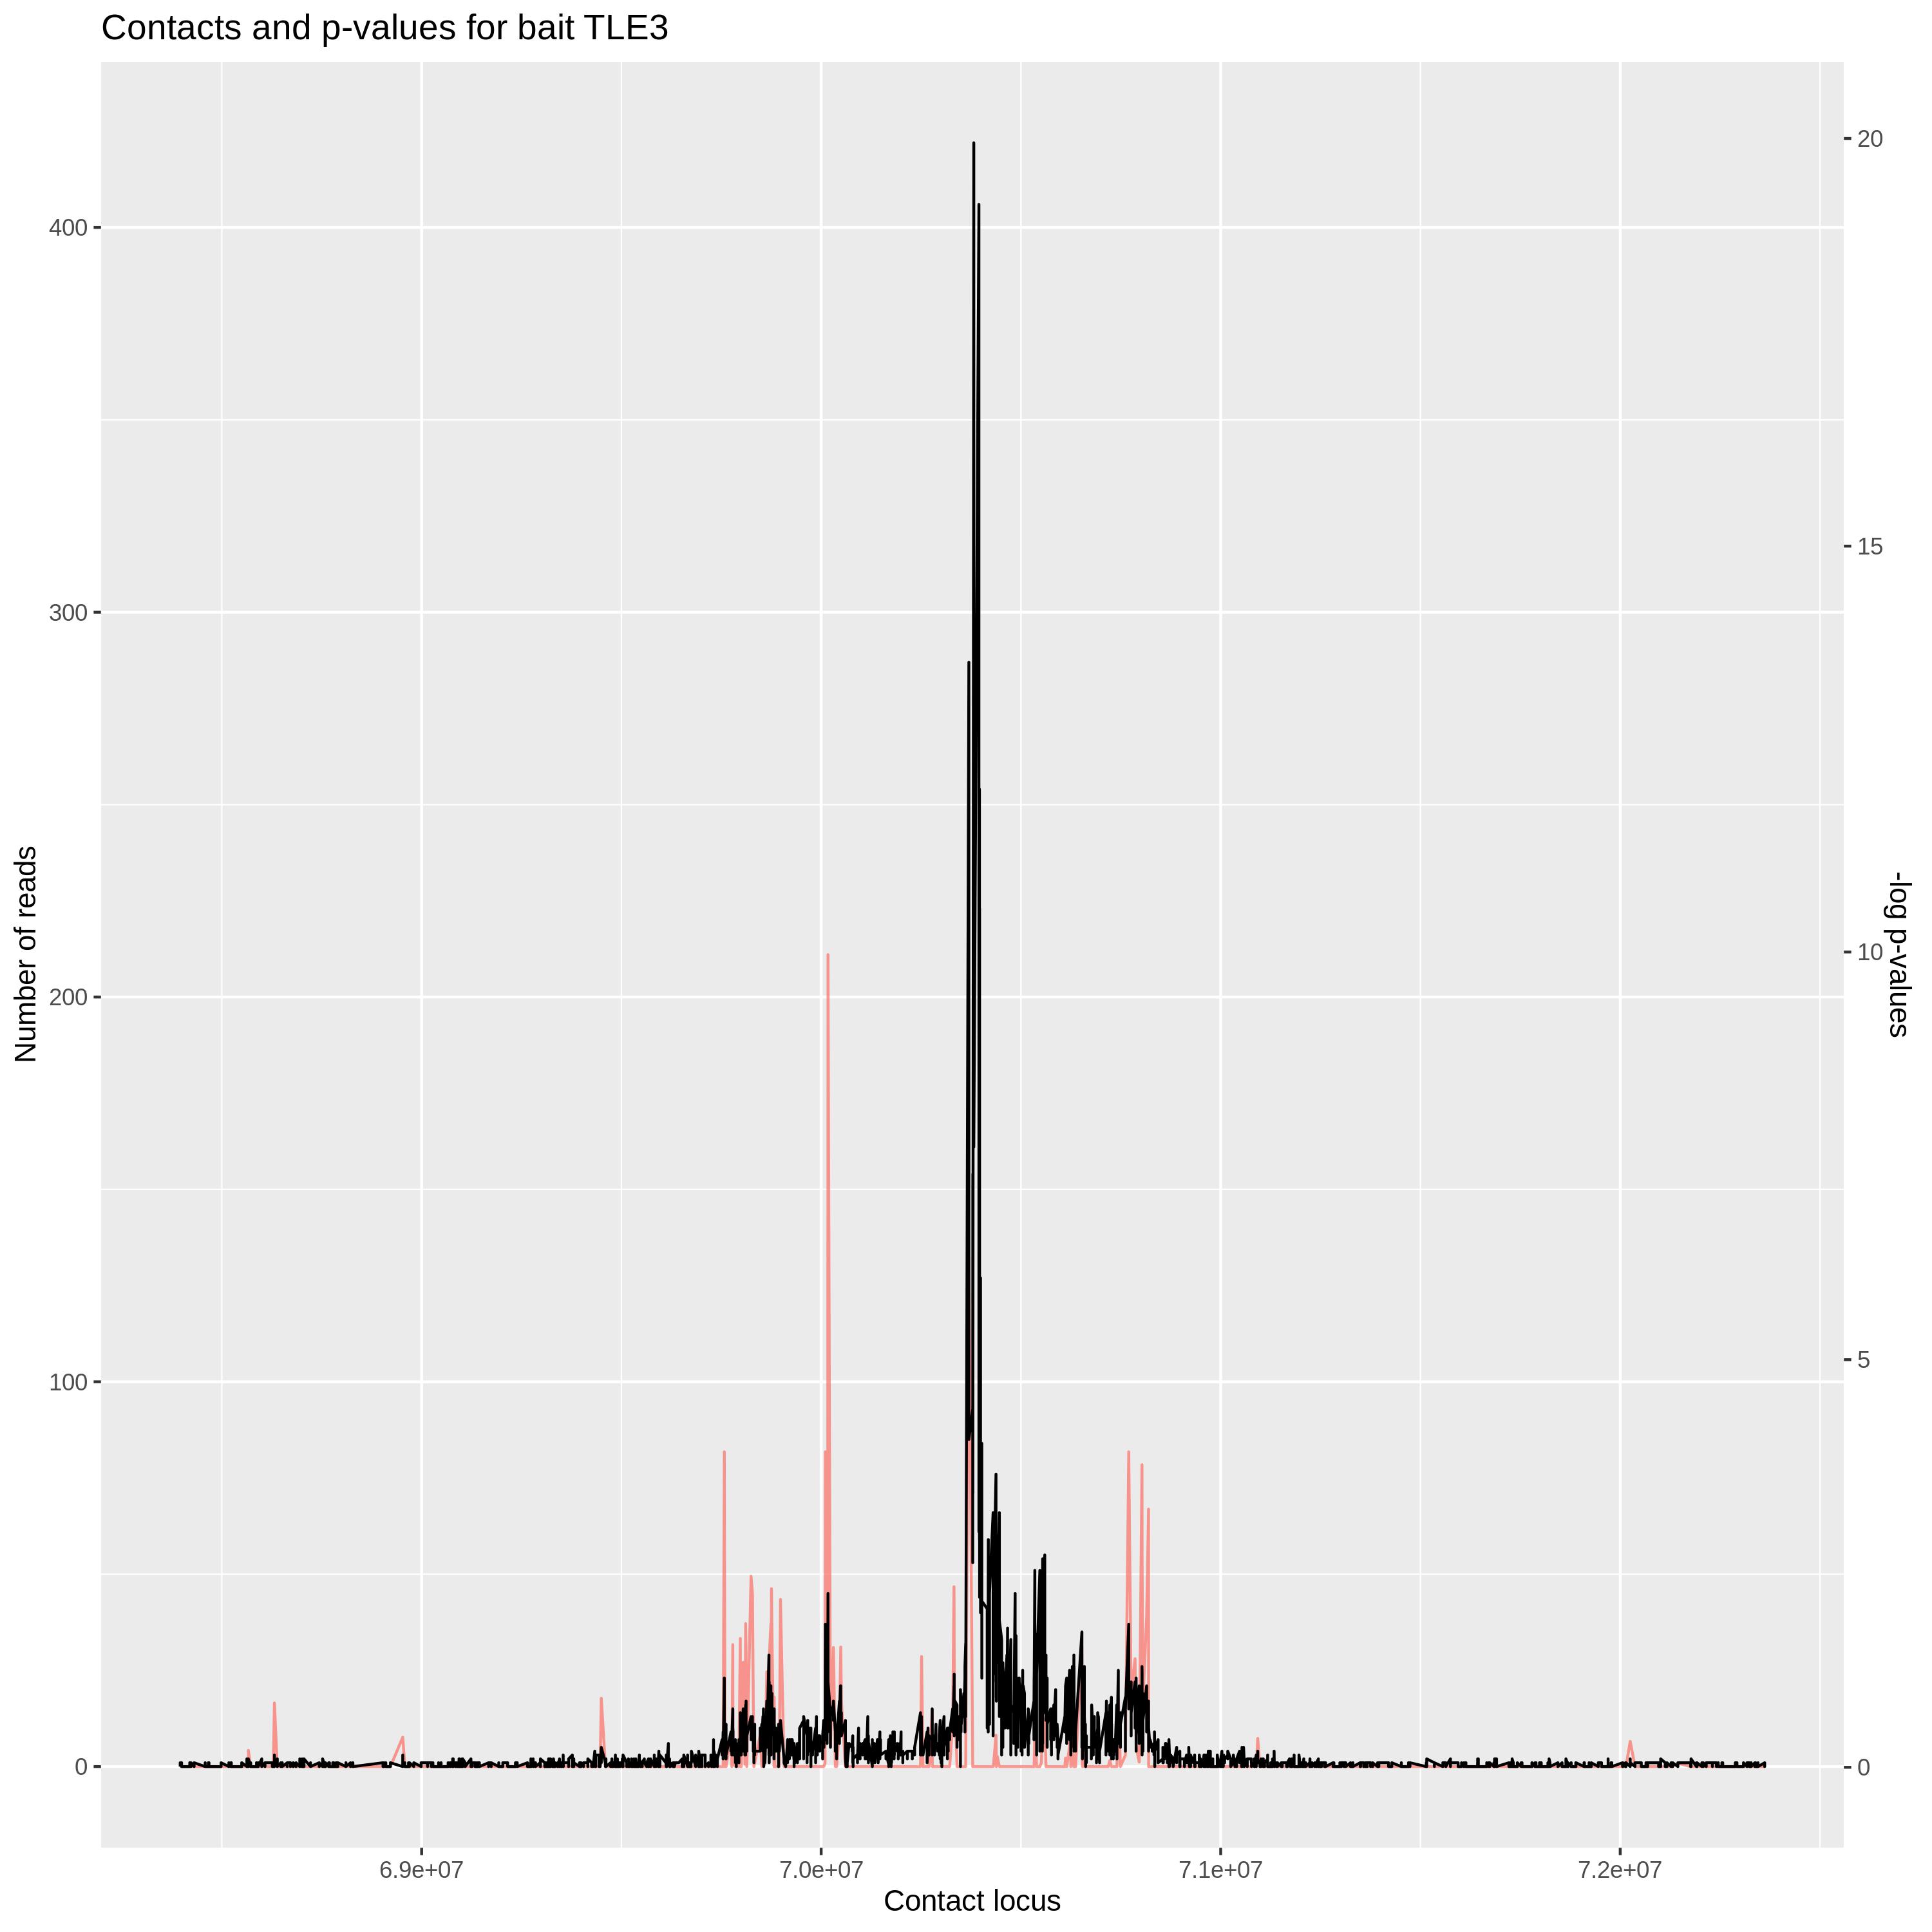 Contacts and p-values for bait TLE3
Number of reads
400
300
200
100
0
20
15
10
5
0
-log p-values
6.9e+07 7.0e+07 7.1e+07 7.2e+07
Contact locus